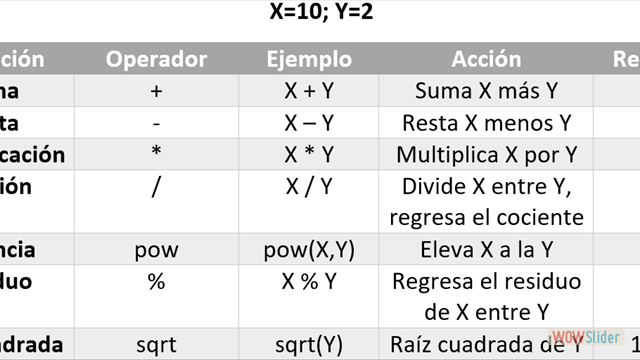 X=10; Y=2
ción Operador Ejemplo Acción Re
na + X + Y Suma X más Y
ta - X – Y Resta X menos Y
cación * X * Y Multiplica X por Y
ión / X / Y Divide X entre Y,
regresa el cociente
ncia pow pow(X,Y) Eleva X a la Y
duo % X % Y Regresa el residuo
de X entre Y
adrada sqrt sqrt(Y) Raíz cuadrada de Y 1
WOWSlider